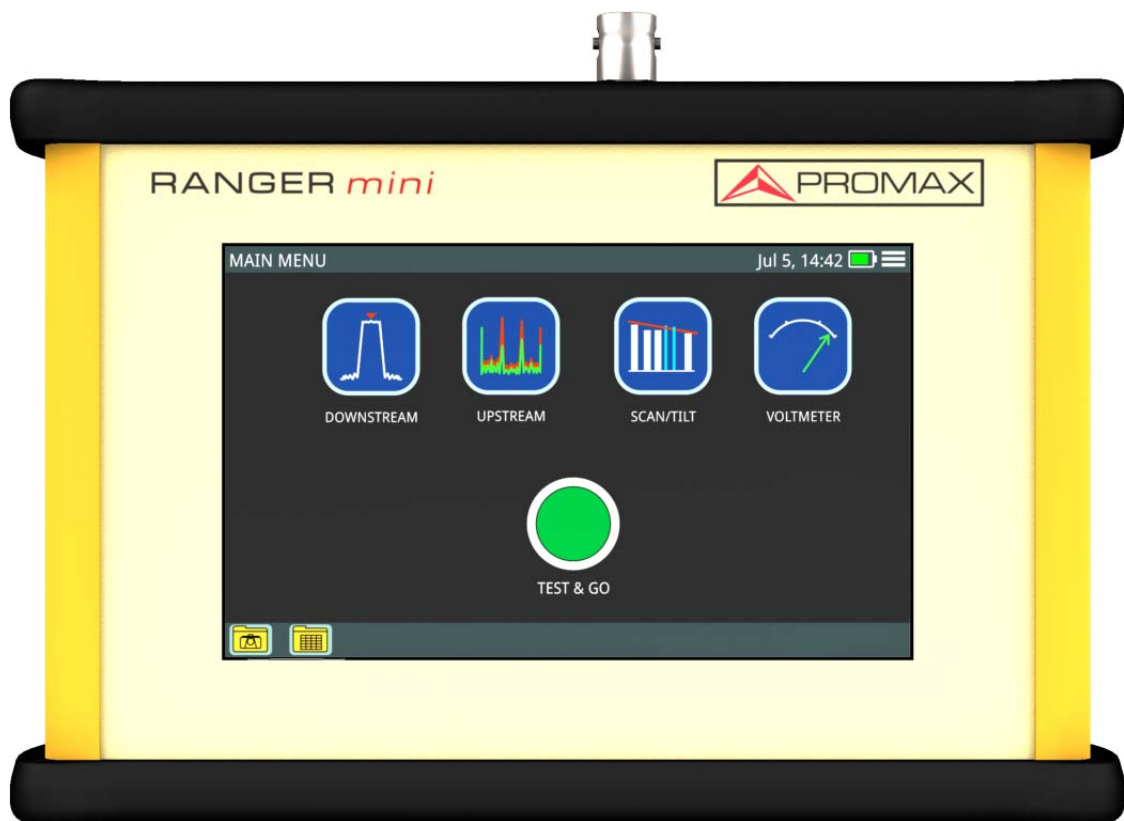 RANGER mini
PROMAX
MAIN MENU
Jul 5, 14:42
DOWNSTREAM
UPSTREAM
SCAN/TILT
VOLTMETER
TEST & GO